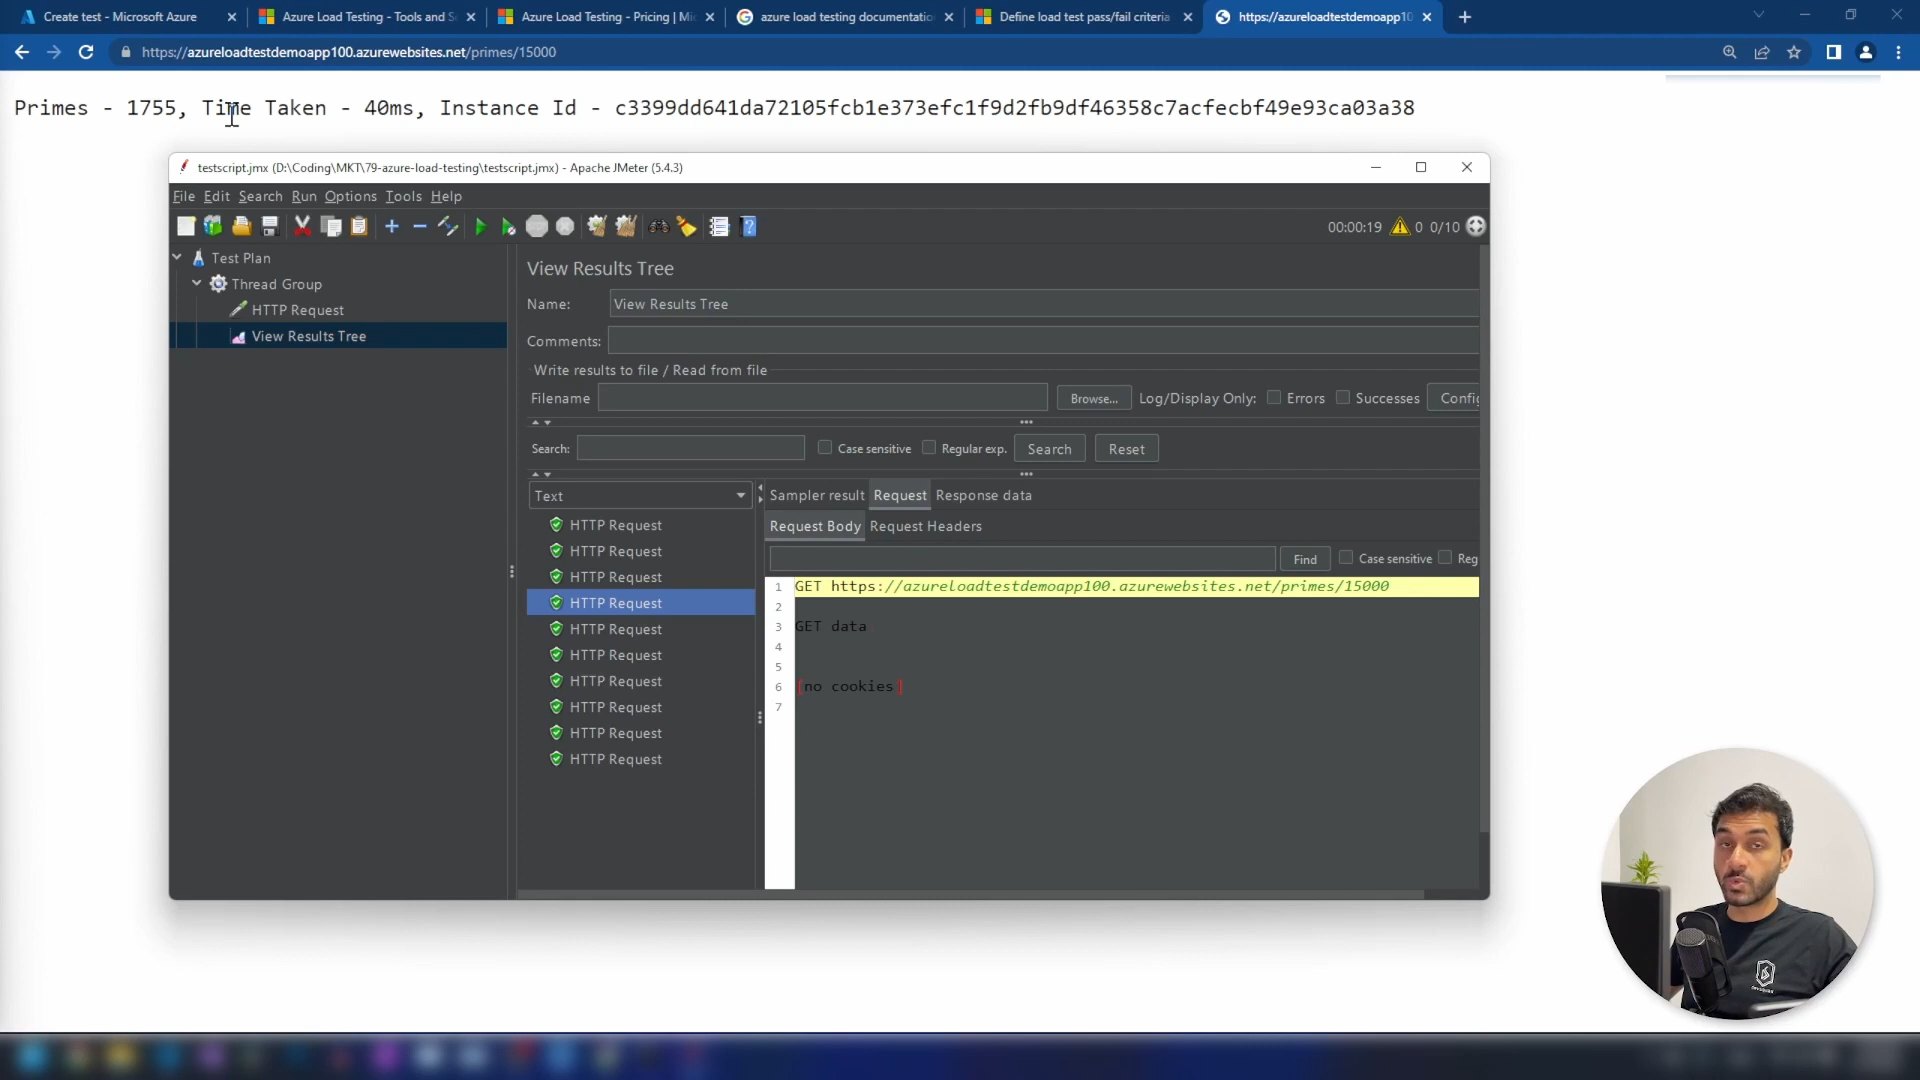 Create test - Microsoft Azure
Azure Load Testing - Tools and S
Azure Load Testing - Pricing | Mi
azure load testing documentatio
Define load test pass/fail criteria
https://azureloadtestdemoapp10
https://azureloadtestdemoapp100.azurewebsites.net/primes/15000
Primes - 1755, Time Taken - 40ms, Instance Id - c3399dd641da72105fcb1e373efc1f9d2fb9df46358c7acfecbf49e93ca03a38
testscript.jmx (D:\Coding\MKT\79-azure-load-testing\testscript.jmx) - Apache JMeter (5.4.3)
File Edit Search Run Options Tools Help
00:00:19 0 0/10
Test Plan
Thread Group
HTTP Request
View Results Tree
View Results Tree
Name: View Results Tree
Comments:
Write results to file / Read from file
Filename Browse... Log/Display Only: Errors Successes Config
Search: Case sensitive Regular exp. Search Reset
Text
HTTP Request
HTTP Request
HTTP Request
HTTP Request
HTTP Request
HTTP Request
HTTP Request
HTTP Request
HTTP Request
HTTP Request
Sampler result Request Response data
Request Body Request Headers
Find Case sensitive Reg
1 GET https://azureloadtestdemoapp100.azurewebsites.net/primes/15000
2
3 GET data
4
5
6 [no cookies]
7